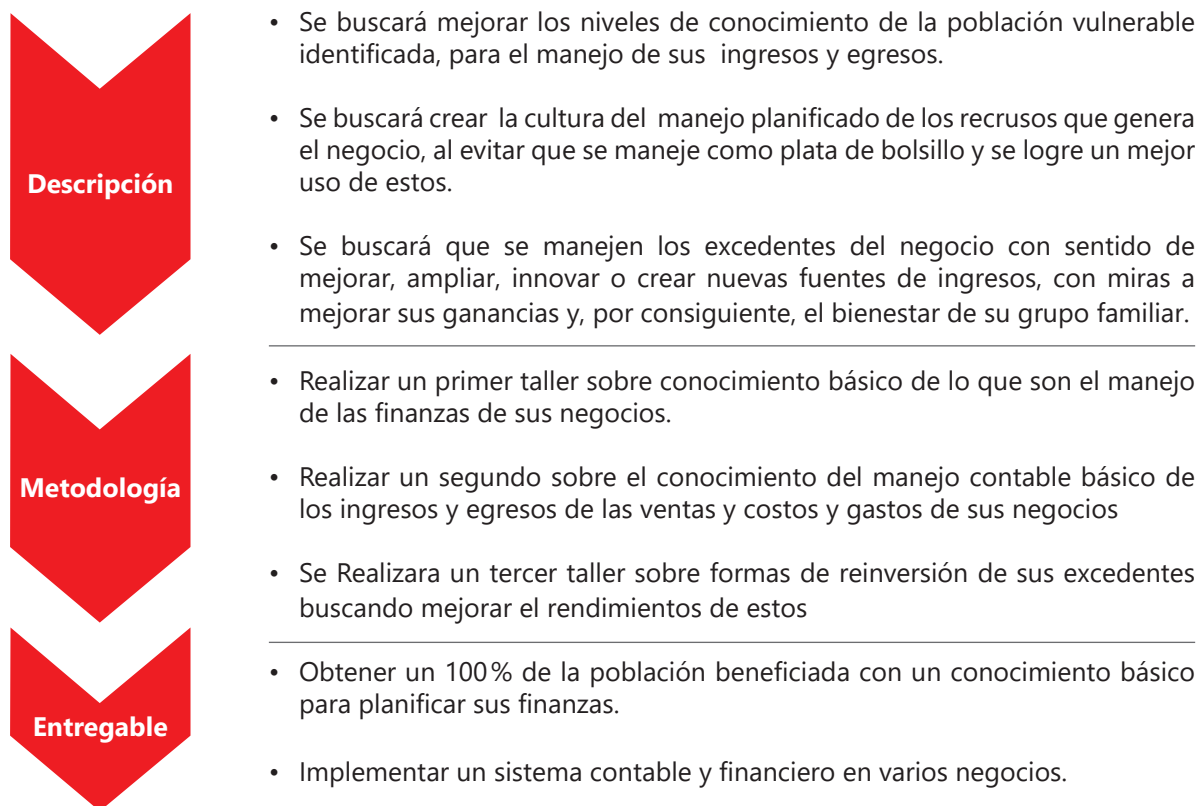 Descripción
• Se buscará mejorar los niveles de conocimiento de la población vulnerable
identificada, para el manejo de sus ingresos y egresos.
• Se buscará crear la cultura del manejo planificado de los recrusos que genera
el negocio, al evitar que se maneje como plata de bolsillo y se logre un mejor
uso de estos.
• Se buscará que se manejen los excedentes del negocio con sentido de
mejorar, ampliar, innovar o crear nuevas fuentes de ingresos, con miras a
mejorar sus ganancias y, por consiguiente, el bienestar de su grupo familiar.
Metodología
• Realizar un primer taller sobre conocimiento básico de lo que son el manejo
de las finanzas de sus negocios.
• Realizar un segundo sobre el conocimiento del manejo contable básico de
los ingresos y egresos de las ventas y costos y gastos de sus negocios
• Se Realizara un tercer taller sobre formas de reinversión de sus excedentes
buscando mejorar el rendimientos de estos
Entregable
• Obtener un 100% de la población beneficiada con un conocimiento básico
para planificar sus finanzas.
• Implementar un sistema contable y financiero en varios negocios.